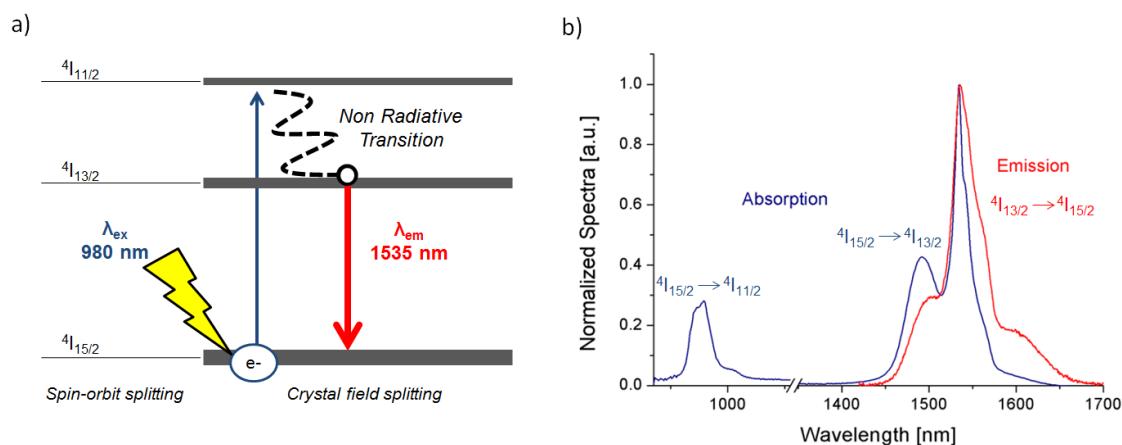 a)
⁴I₁₁/₂
Non Radiative
Transition
⁴I₁₃/₂
λₑₓ
980 nm
λₑₘ
1535 nm
⁴I₁₅/₂
e-
Spin-orbit splitting
Crystal field splitting
b)
Normalized Spectra [a.u.]
1.0
0.8
0.6
0.4
0.2
0.0
Absorption
Emission
⁴I₁₃/₂→⁴I₁₅/₂
⁴I₁₅/₂→⁴I₁₃/₂
⁴I₁₅/₂→⁴I₁₁/₂
1000
1400
1500
1600
1700
Wavelength [nm]